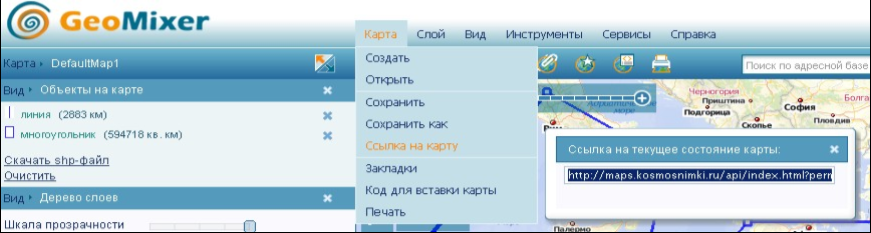 GeoMixer
Карта Слой Вид Инструменты Сервисы Справка
Карта DefaultMap1
Вид Объекты на карте
линия (2883 км)
многоугольник (594718 кв. км)
Скачать shp-файл
Очистить
Вид Дерево слоев
Шкала прозрачности
Создать
Открыть
Сохранить
Сохранить как
Ссылка на карту
Закладки
Код для вставки карты
Печать
Поиск по адресной базе
Черногория
Приштина
Подгорица
София
Болга
Скопье
Пловдив
море
Ссылка на текущее состояние карты:
http://maps.kosmosnimki.ru/api/index.html?perm
Палермо